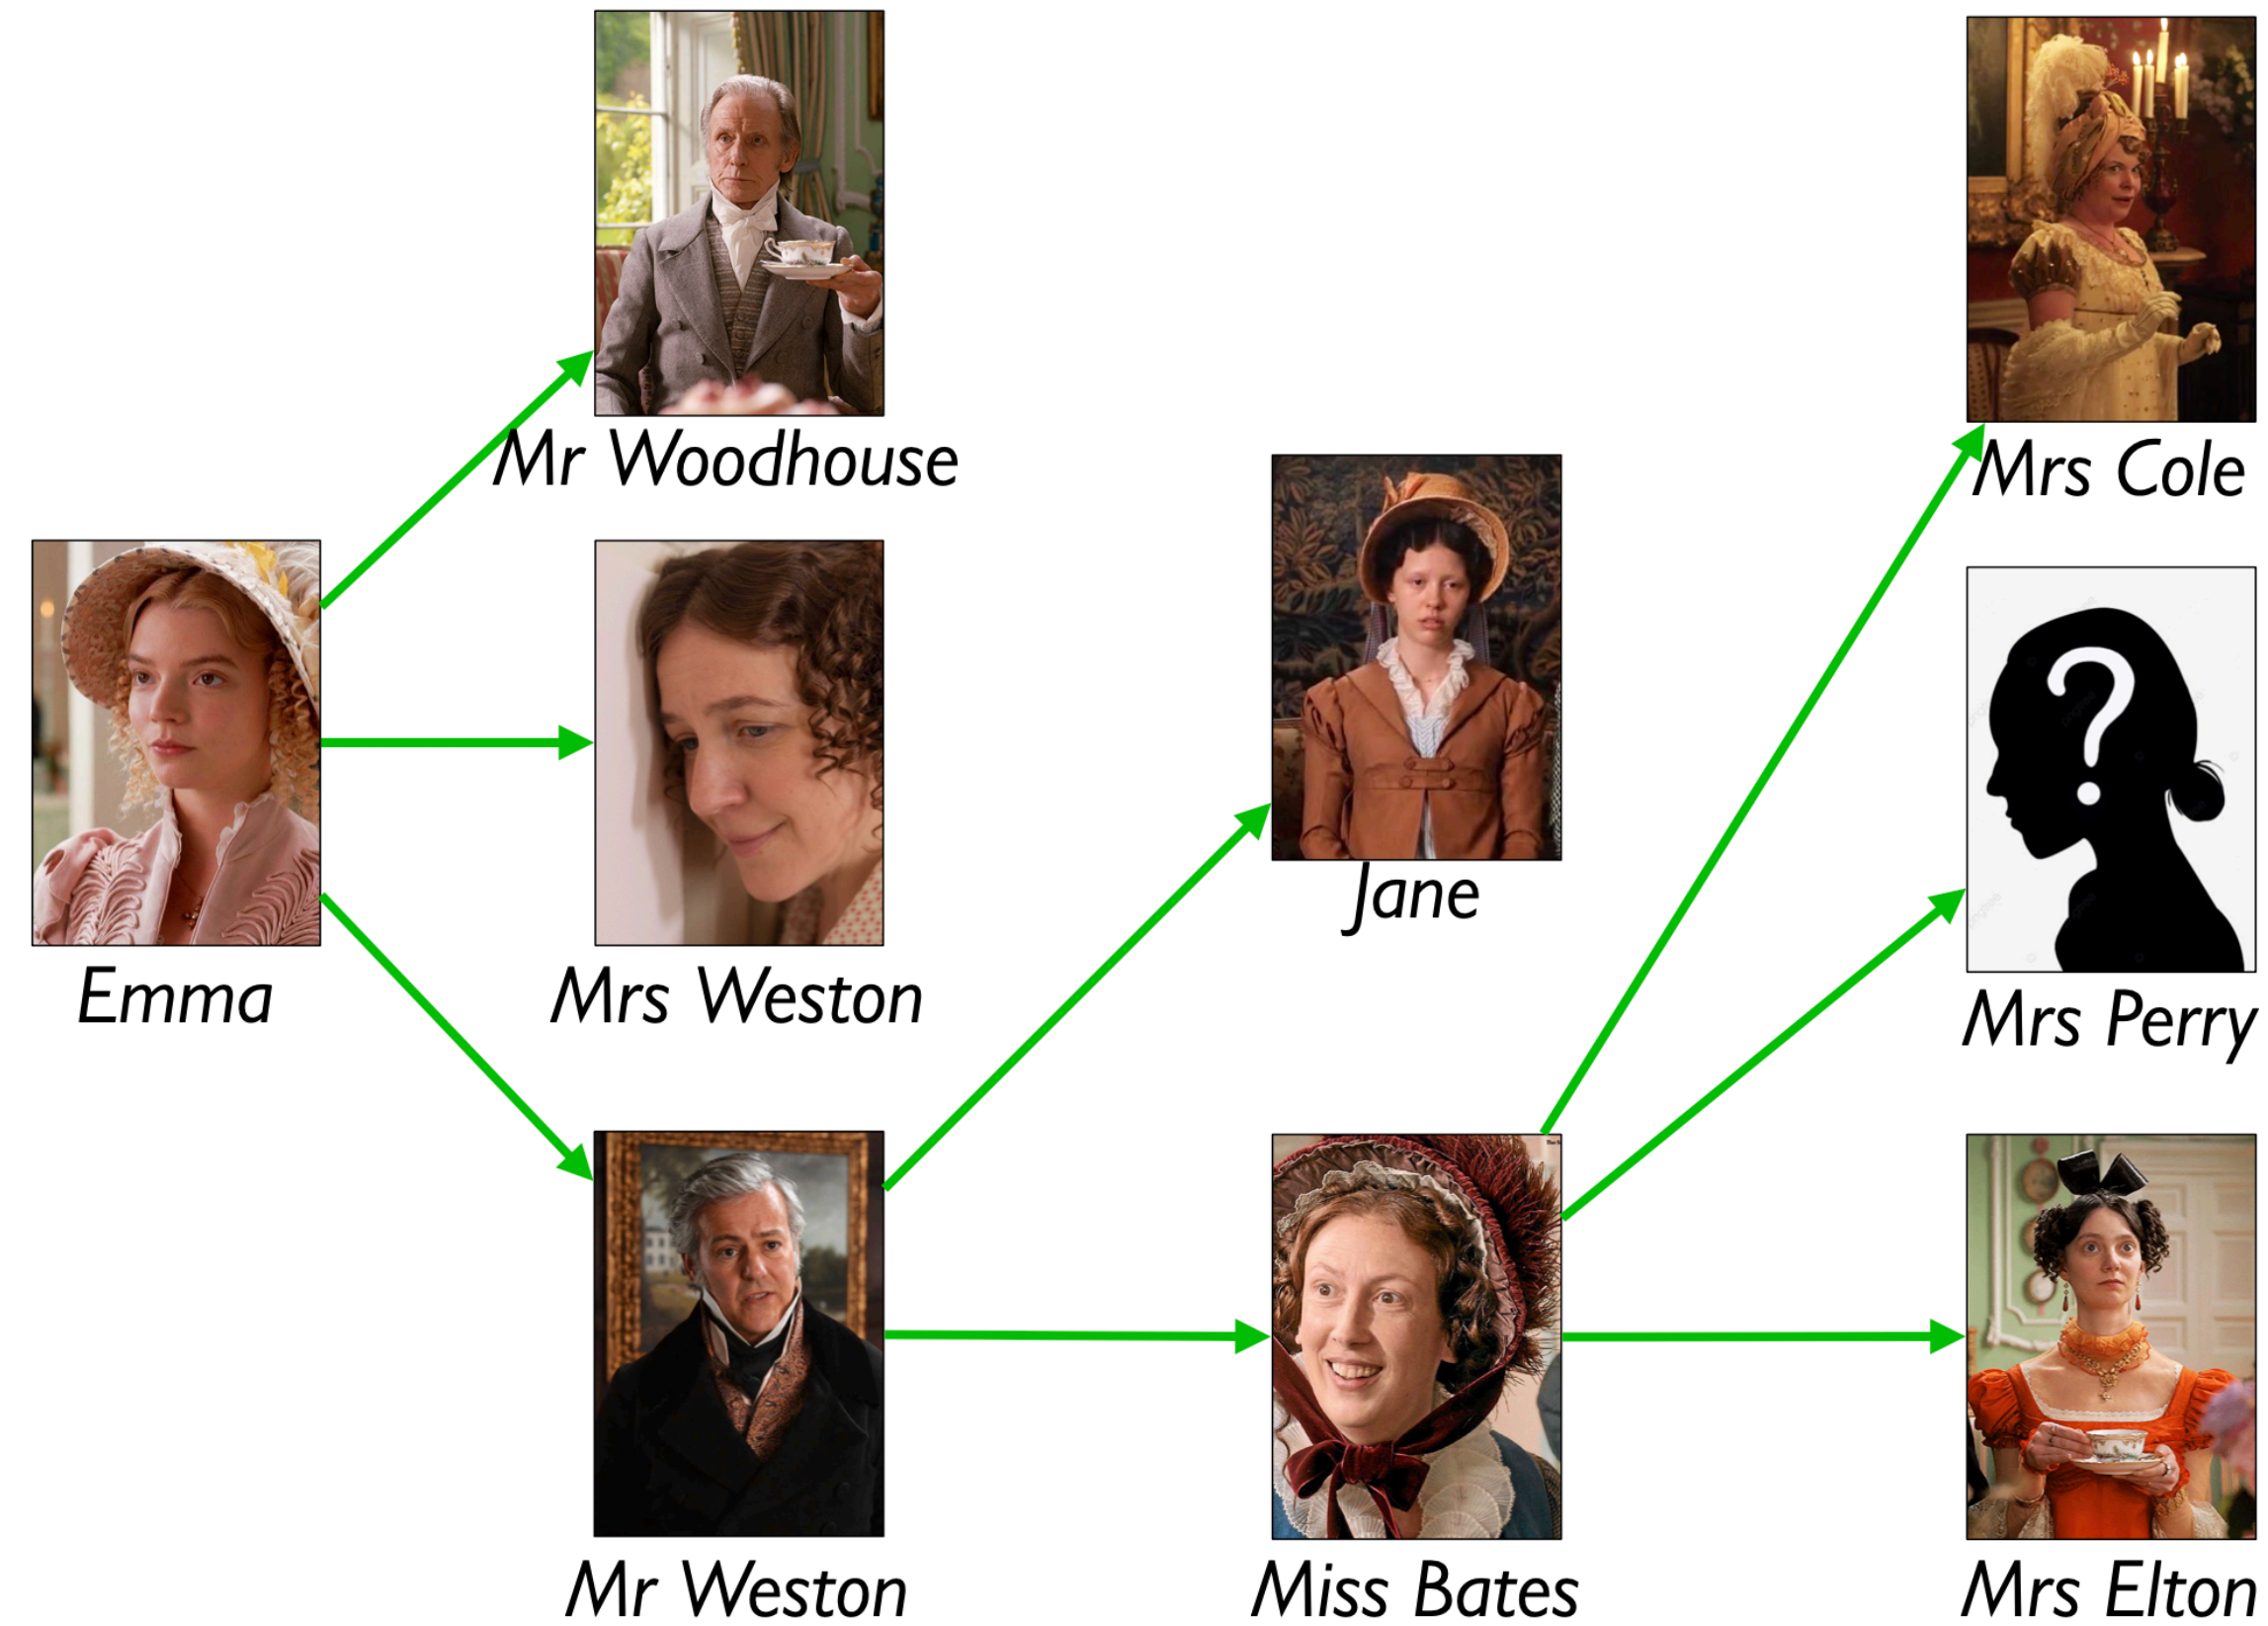 Mr Woodhouse
Mrs Cole
Jane
Emma
Mrs Weston
Mrs Perry
?
Mr Weston
Miss Bates
Mrs Elton